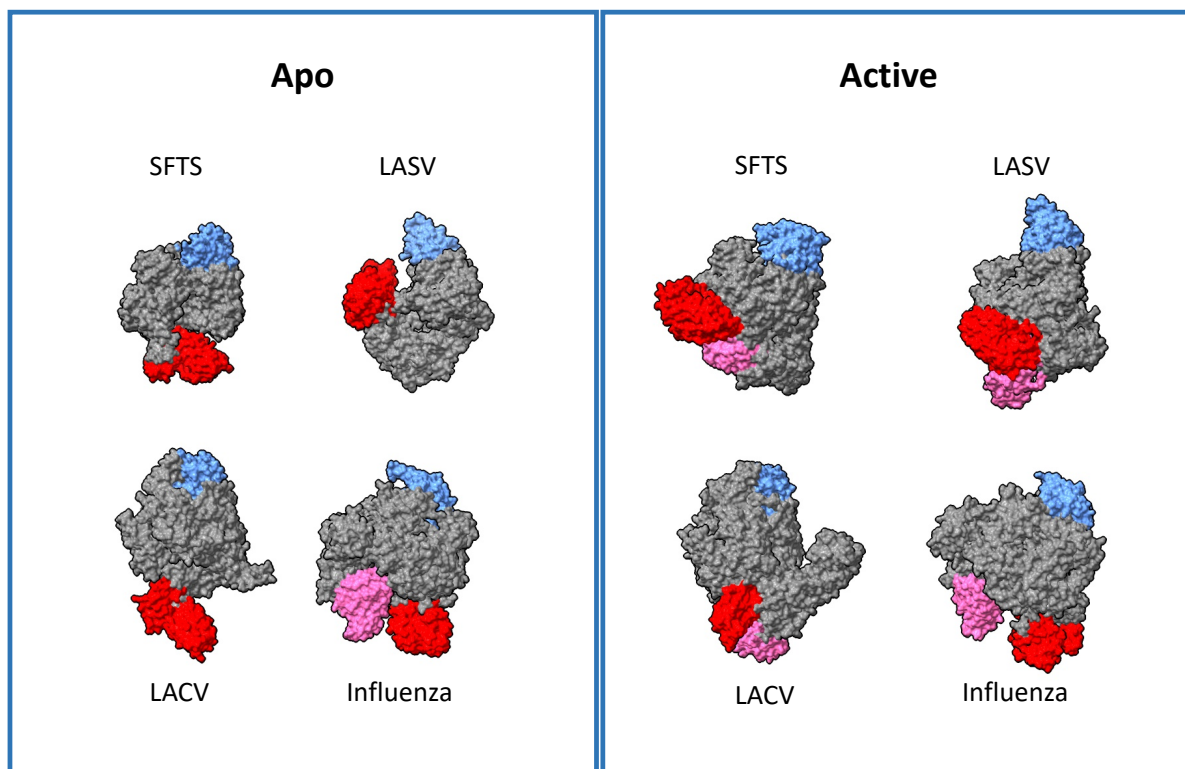 Apo
SFTS
LASV
LACV
Influenza
Active
SFTS
LASV
LACV
Influenza